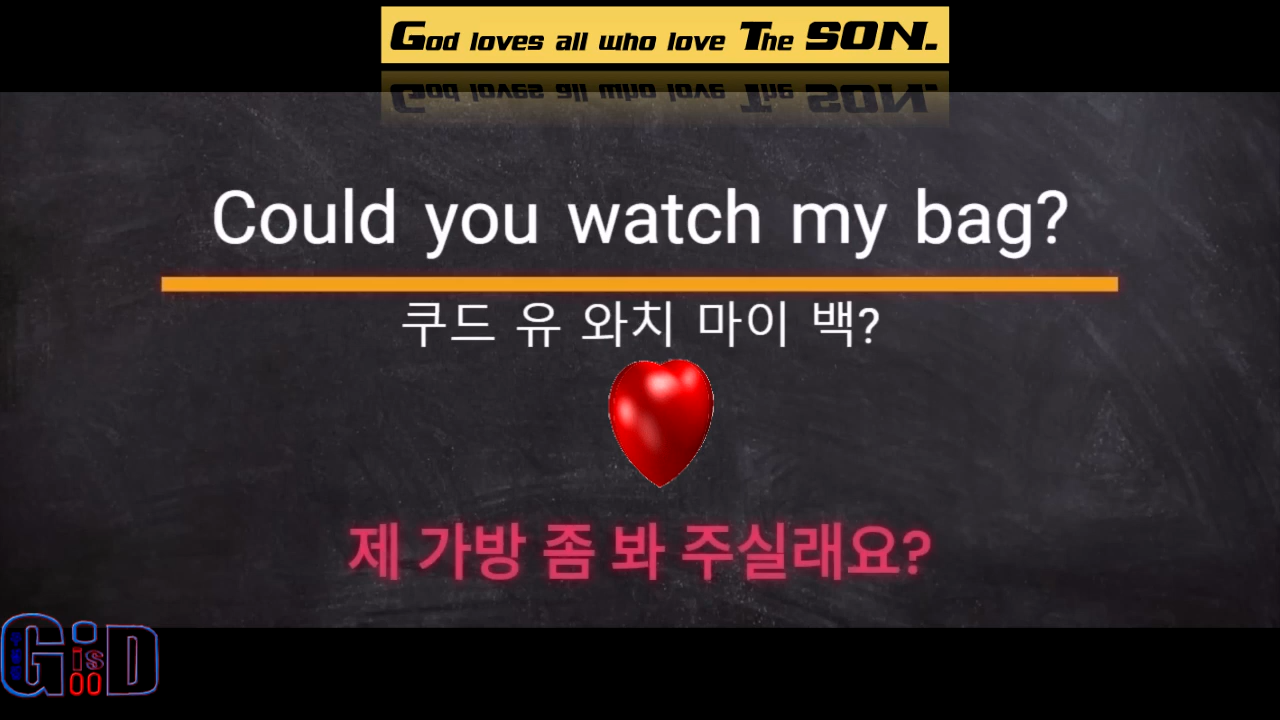 God loves all who love The SON.
Could you watch my bag?
쿠드 유 와치 마이 백?
제 가방 좀 봐 주실래요?
GisD